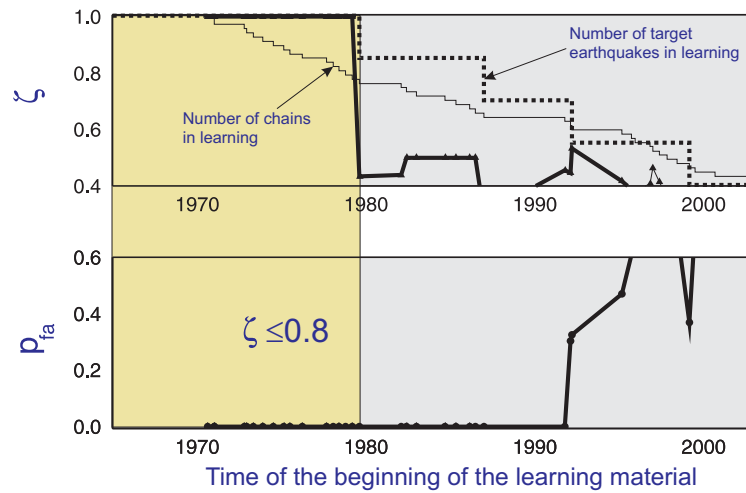 1.0
0.8
0.6
0.4
ζ
Number of target
earthquakes in learning
Number of chains
in learning
1970
1980
1990
2000
0.6
0.4
0.2
0.0
p_fa
ζ ≤0.8
1970
1980
1990
2000
Time of the beginning of the learning material